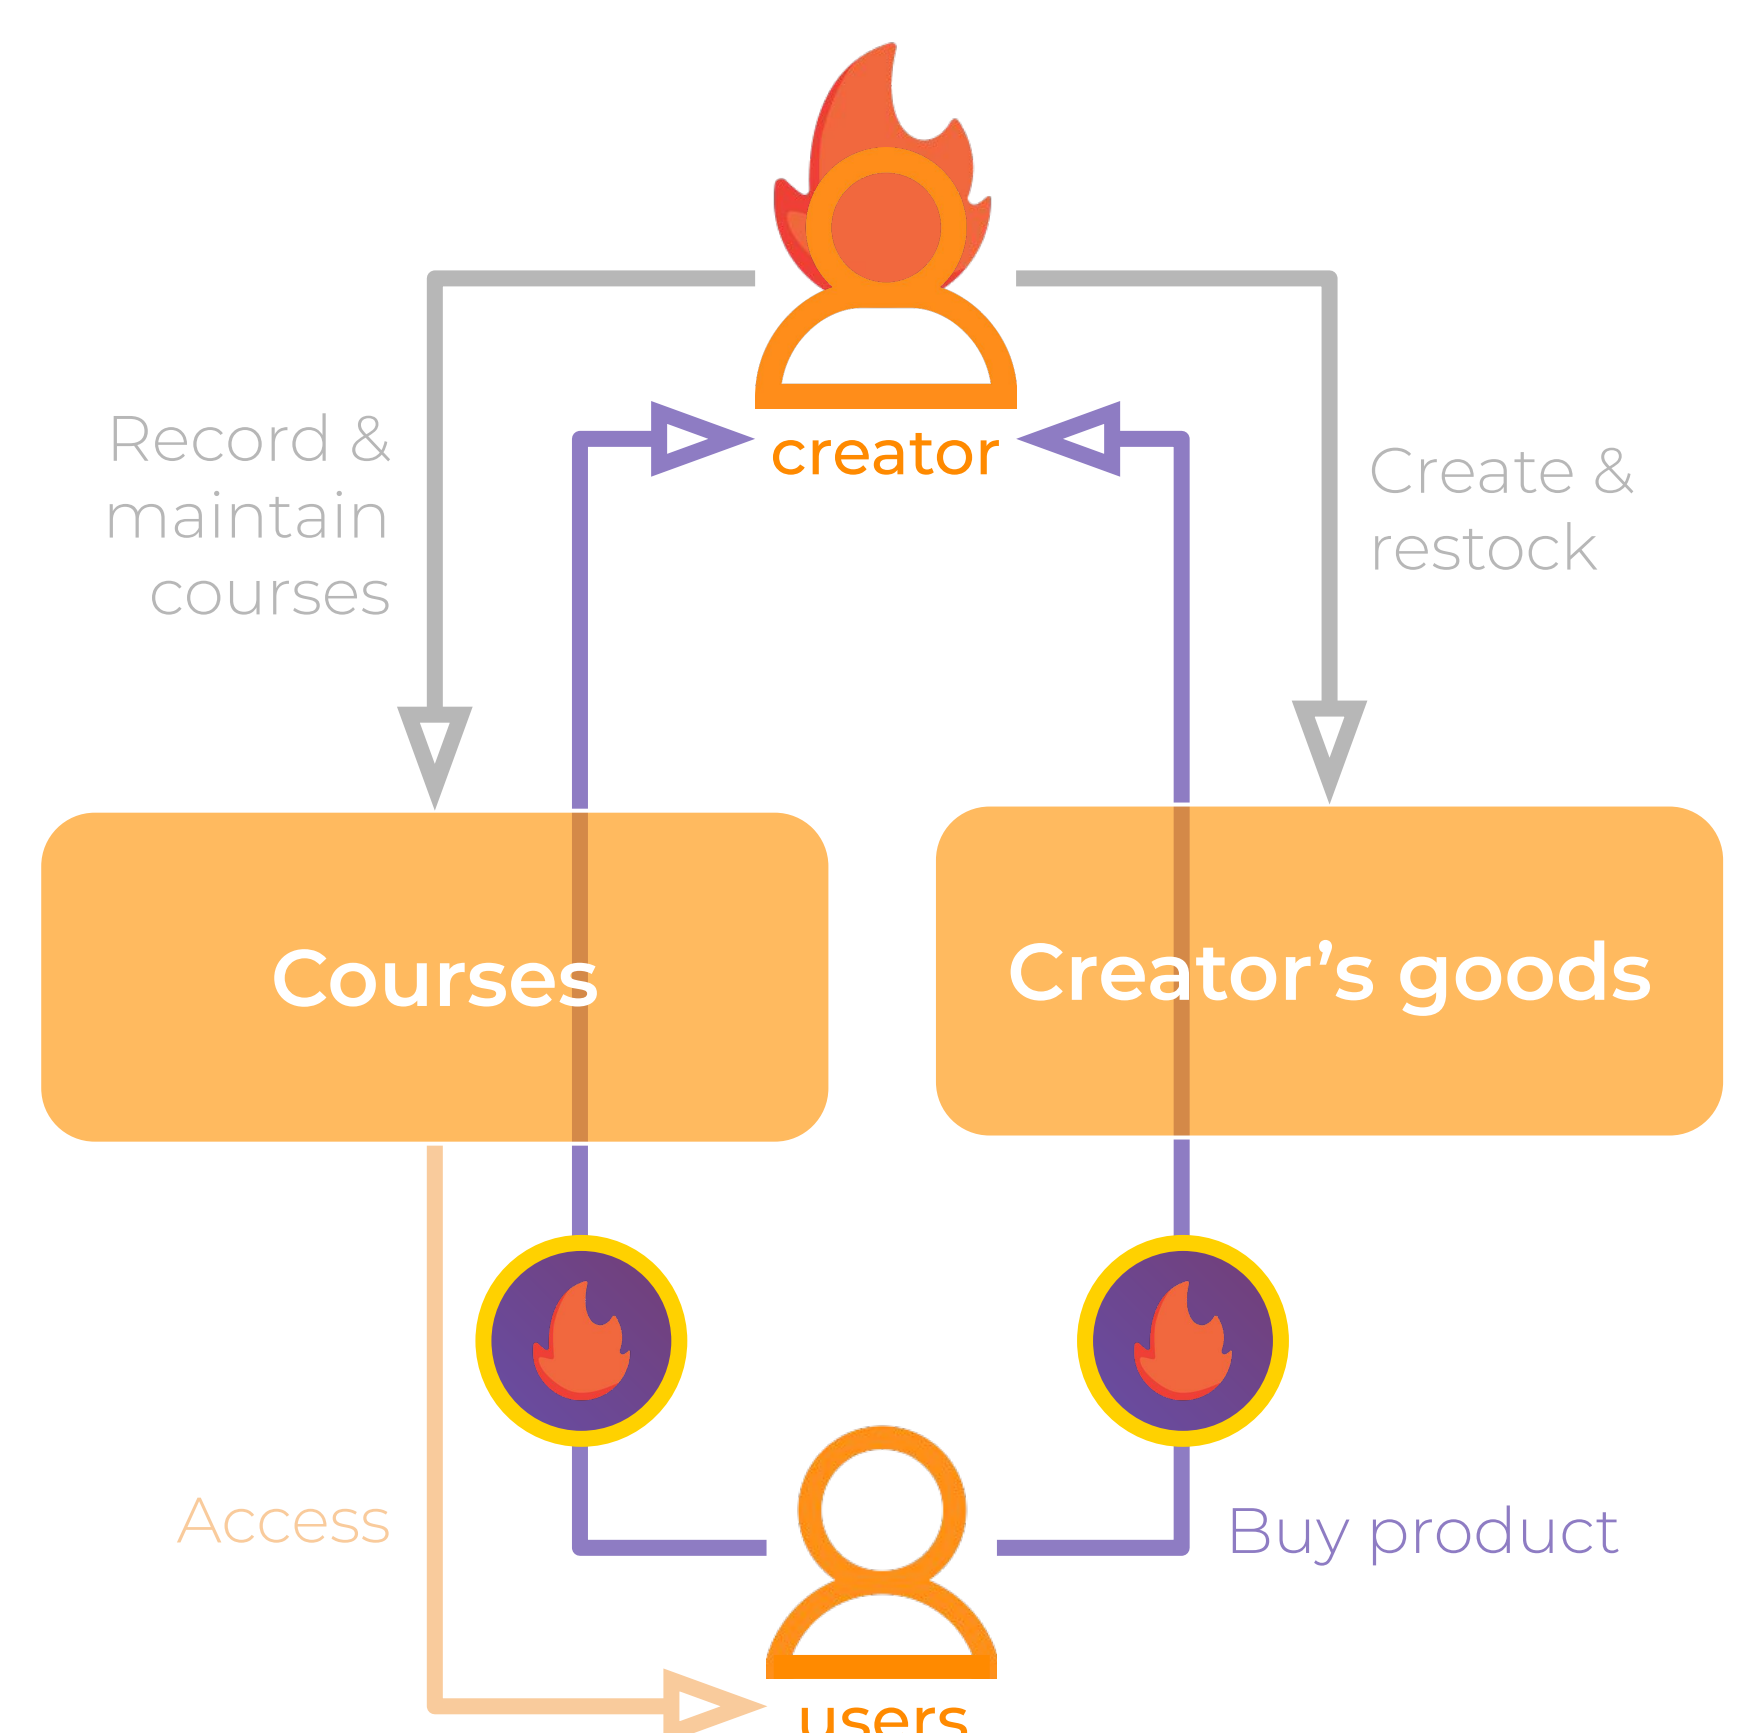 creator
Record &
maintain
courses
Create &
restock
Courses
Creator’s goods
Access
Buy product
users